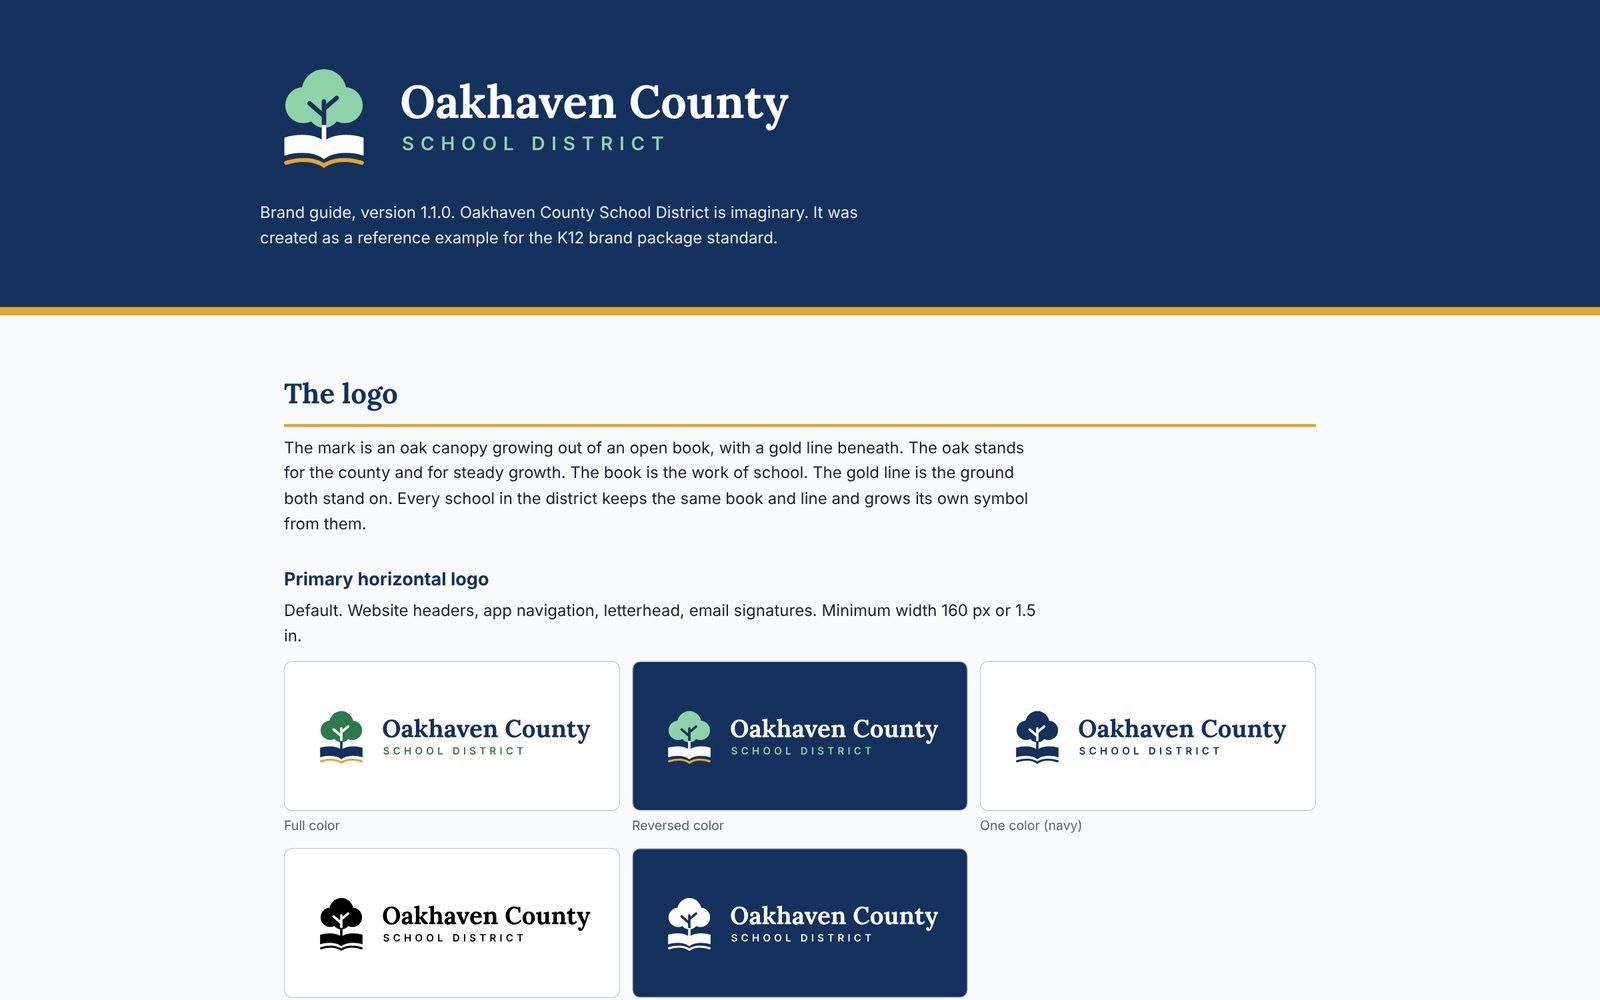 Oakhaven County
SCHOOL DISTRICT
Brand guide, version 1.1.0. Oakhaven County School District is imaginary. It was
created as a reference example for the K12 brand package standard.
The logo
The mark is an oak canopy growing out of an open book, with a gold line beneath. The oak stands
for the county and for steady growth. The book is the work of school. The gold line is the ground
both stand on. Every school in the district keeps the same book and line and grows its own symbol
from them.
Primary horizontal logo
Default. Website headers, app navigation, letterhead, email signatures. Minimum width 160 px or 1.5
in.
Oakhaven County
SCHOOL DISTRICT
Full color
Oakhaven County
SCHOOL DISTRICT
Reversed color
Oakhaven County
SCHOOL DISTRICT
One color (navy)
Oakhaven County
SCHOOL DISTRICT
Oakhaven County
SCHOOL DISTRICT